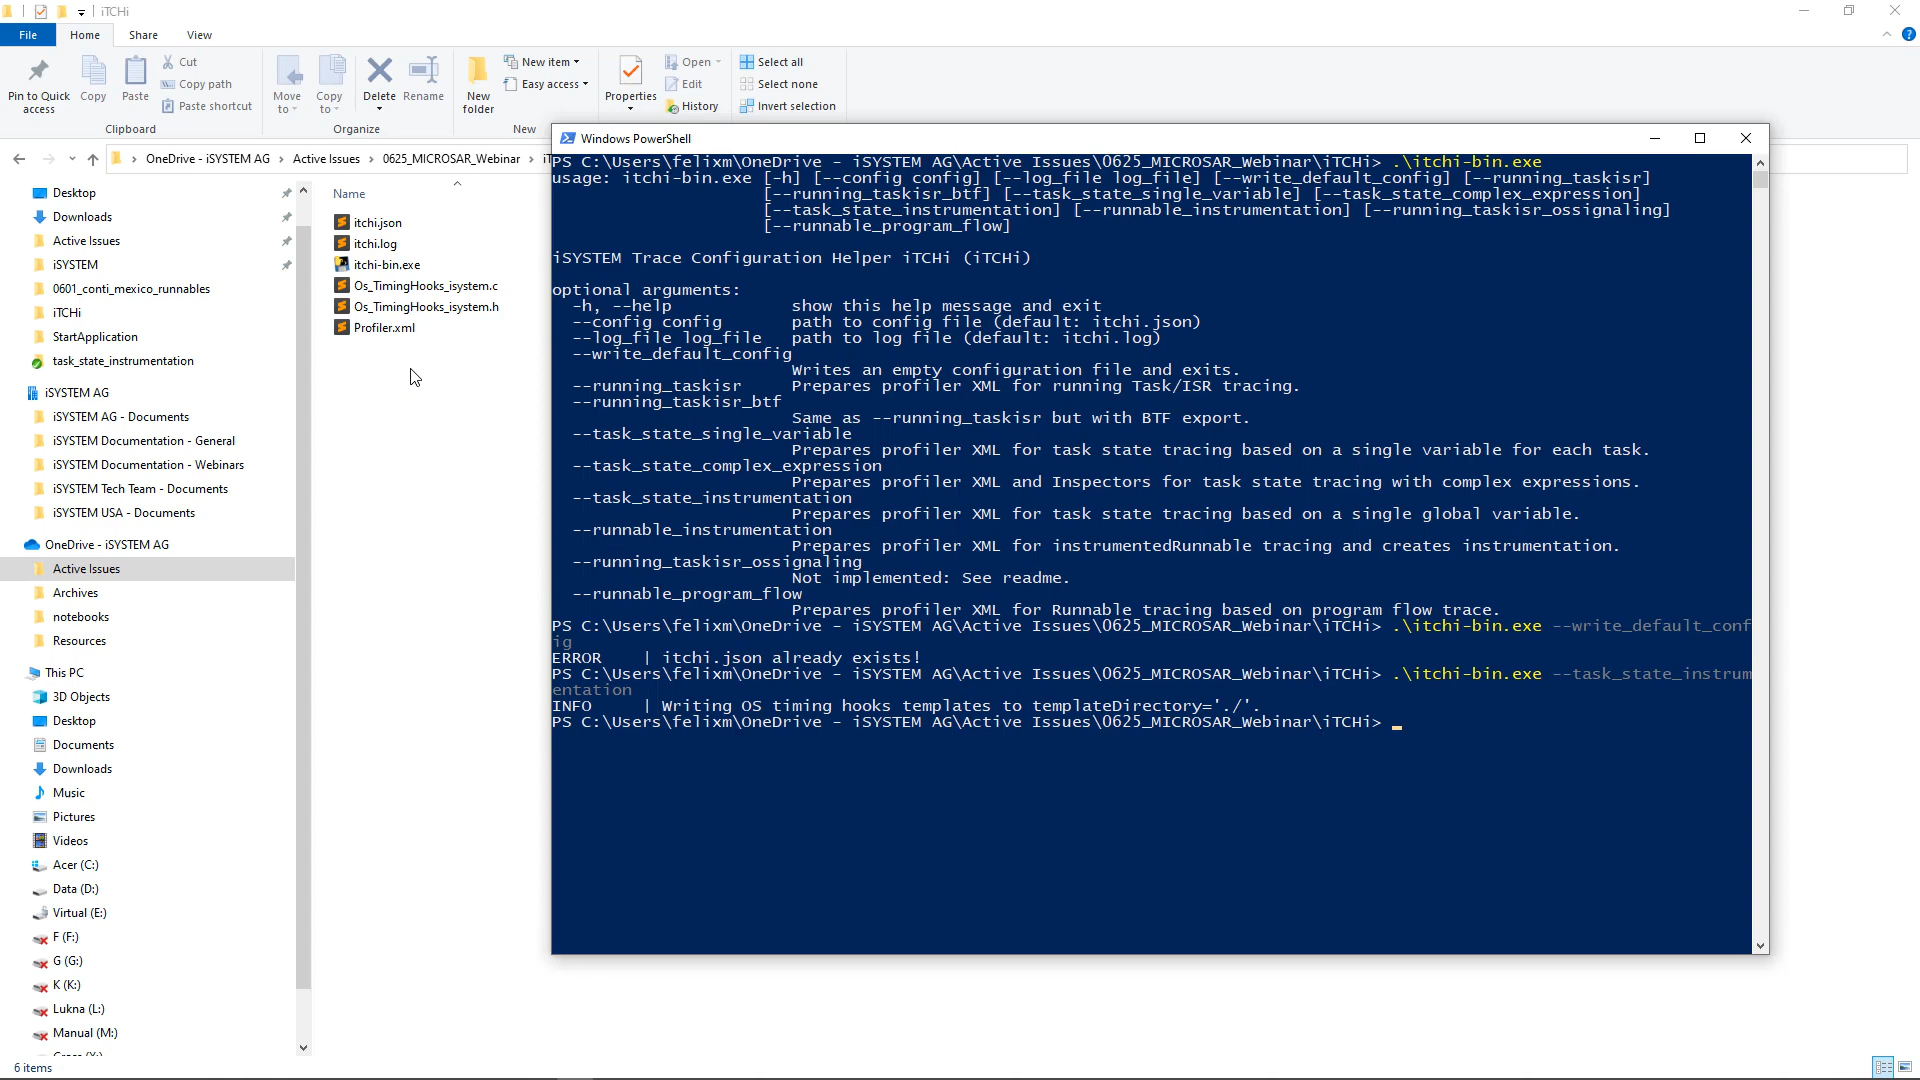 iTCHi
File
Home
Share
View
Pin to Quick
access
Copy
Paste
Cut
Copy path
Paste shortcut
Clipboard
Move
to
Copy
to
Delete
Rename
Organize
New
folder
New item
Easy access
New
Properties
Open
Edit
History
Select all
Select none
Invert selection
OneDrive - iSYSTEM AG
Active Issues
0625_MICROSAR_Webinar
Desktop
Downloads
Active Issues
iSYSTEM
0601_conti_mexico_runnables
iTCHi
StartApplication
task_state_instrumentation
iSYSTEM AG
iSYSTEM AG - Documents
iSYSTEM Documentation - General
iSYSTEM Documentation - Webinars
iSYSTEM Tech Team - Documents
iSYSTEM USA - Documents
OneDrive - iSYSTEM AG
Active Issues
Archives
notebooks
Resources
This PC
3D Objects
Desktop
Documents
Downloads
Music
Pictures
Videos
Acer (C:)
Data (D:)
Virtual (E:)
F (F:)
G (G:)
K (K:)
Lukna (L:)
Manual (M:)
6 items
Name
itchi.json
itchi.log
itchi-bin.exe
Os_TimingHooks_isystem.c
Os_TimingHooks_isystem.h
Profiler.xml
Windows PowerShell
PS C:\Users\felixm\OneDrive - iSYSTEM AG\Active Issues\0625_MICROSAR_Webinar\iTCHi> .\itchi-bin.exe
usage: itchi-bin.exe [-h] [--config config] [--log_file log_file] [--write_default_config] [--running_taskisr]
[--running_taskisr_btf] [--task_state_single_variable] [--task_state_complex_expression]
[--task_state_instrumentation] [--runnable_instrumentation] [--running_taskisr_ossignaling]
[--runnable_program_flow]
iSYSTEM Trace Configuration Helper iTCHi (iTCHi)
optional arguments:
-h, --help show this help message and exit
--config config path to config file (default: itchi.json)
--log_file log_file path to log file (default: itchi.log)
--write_default_config
Writes an empty configuration file and exits.
--running_taskisr Prepares profiler XML for running Task/ISR tracing.
--running_taskisr_btf
Same as --running_taskisr but with BTF export.
--task_state_single_variable
Prepares profiler XML for task state tracing based on a single variable for each task.
--task_state_complex_expression
Prepares profiler XML and Inspectors for task state tracing with complex expressions.
--task_state_instrumentation
Prepares profiler XML for task state tracing based on a single global variable.
--runnable_instrumentation
Prepares profiler XML for instrumentedRunnable tracing and creates instrumentation.
--running_taskisr_ossignaling
Not implemented: See readme.
--runnable_program_flow
Prepares profiler XML for Runnable tracing based on program flow trace.
PS C:\Users\felixm\OneDrive - iSYSTEM AG\Active Issues\0625_MICROSAR_Webinar\iTCHi> .\itchi-bin.exe --write_default_conf
ig
ERROR | itchi.json already exists!
PS C:\Users\felixm\OneDrive - iSYSTEM AG\Active Issues\0625_MICROSAR_Webinar\iTCHi> .\itchi-bin.exe --task_state_instrum
entation
INFO | Writing OS timing hooks templates to templateDirectory='./'.
PS C:\Users\felixm\OneDrive - iSYSTEM AG\Active Issues\0625_MICROSAR_Webinar\iTCHi>